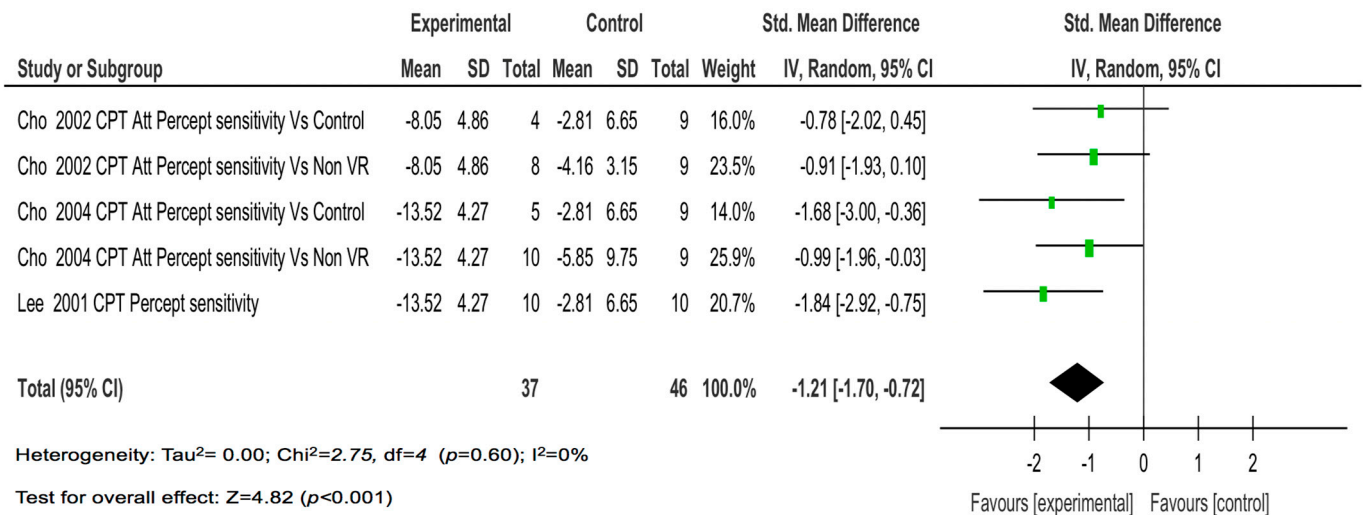 Experimental Control Std. Mean Difference Std. Mean Difference
Study or Subgroup Mean SD Total Mean SD Total Weight IV, Random, 95% CI IV, Random, 95% CI
Cho 2002 CPT Att Percept sensitivity Vs Control -8.05 4.86 4 -2.81 6.65 9 16.0% -0.78 [-2.02, 0.45]
Cho 2002 CPT Att Percept sensitivity Vs Non VR -8.05 4.86 8 -4.16 3.15 9 23.5% -0.91 [-1.93, 0.10]
Cho 2004 CPT Att Percept sensitivity Vs Control -13.52 4.27 5 -2.81 6.65 9 14.0% -1.68 [-3.00, -0.36]
Cho 2004 CPT Att Percept sensitivity Vs Non VR -13.52 4.27 10 -5.85 9.75 9 25.9% -0.99 [-1.96, -0.03]
Lee 2001 CPT Percept sensitivity -13.52 4.27 10 -2.81 6.65 10 20.7% -1.84 [-2.92, -0.75]
Total (95% CI) 37 46 100.0% -1.21 [-1.70, -0.72]
Heterogeneity: Tau²= 0.00; Chi²=2.75, df=4 (p=0.60); I²=0%
Test for overall effect: Z=4.82 (p<0.001)
-2 -1 0 1 2
Favours [experimental] Favours [control]